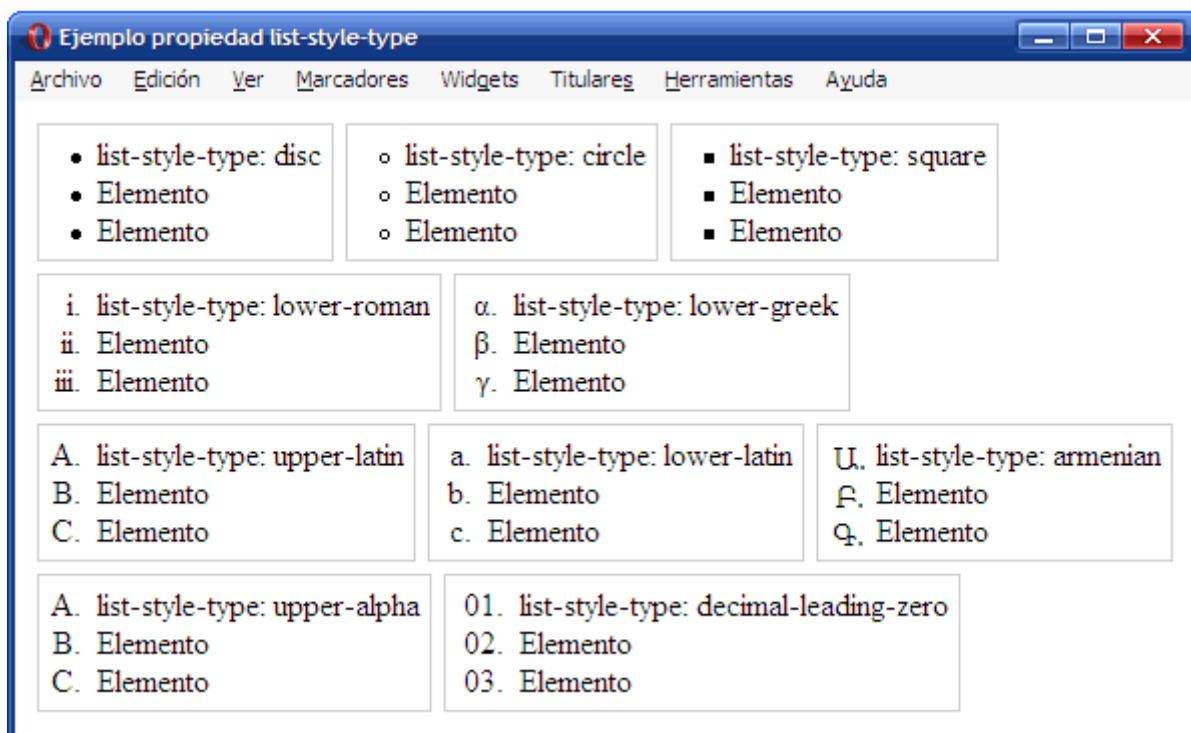 Ejemplo propiedad list-style-type
Archivo Edición Ver Marcadores Widgets Titulares Herramientas Ayuda
• list-style-type: disc
• Elemento
• Elemento
◦ list-style-type: circle
◦ Elemento
◦ Elemento
▪ list-style-type: square
▪ Elemento
▪ Elemento
i. list-style-type: lower-roman
ii. Elemento
iii. Elemento
α. list-style-type: lower-greek
β. Elemento
γ. Elemento
A. list-style-type: upper-latin
B. Elemento
C. Elemento
a. list-style-type: lower-latin
b. Elemento
c. Elemento
Ա. list-style-type: armenian
Բ. Elemento
Գ. Elemento
A. list-style-type: upper-alpha
B. Elemento
C. Elemento
01. list-style-type: decimal-leading-zero
02. Elemento
03. Elemento